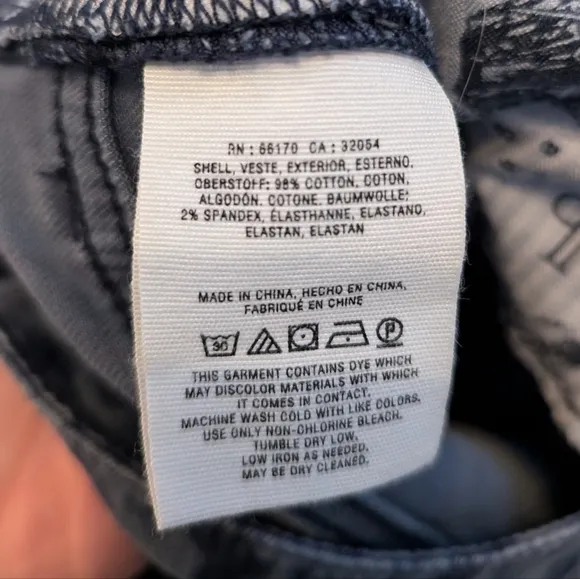 RN : 66170 CA : 32054
SHELL, VESTE, EXTERIOR, ESTERNO,
OBERSTOFF: 98% COTTON, COTON,
ALGODÓN, COTONE, BAUMWOLLE;
2% SPANDEX, ÉLASTHANNE, ELASTANO,
ELASTAN, ELASTAN
MADE IN CHINA, HECHO EN CHINA,
FABRIQUÉ EN CHINE
30 P
THIS GARMENT CONTAINS DYE WHICH
MAY DISCOLOR MATERIALS WITH WHICH
IT COMES IN CONTACT.
MACHINE WASH COLD WITH LIKE COLORS.
USE ONLY NON-CHLORINE BLEACH.
TUMBLE DRY LOW.
LOW IRON AS NEEDED.
MAY BE DRY CLEANED.